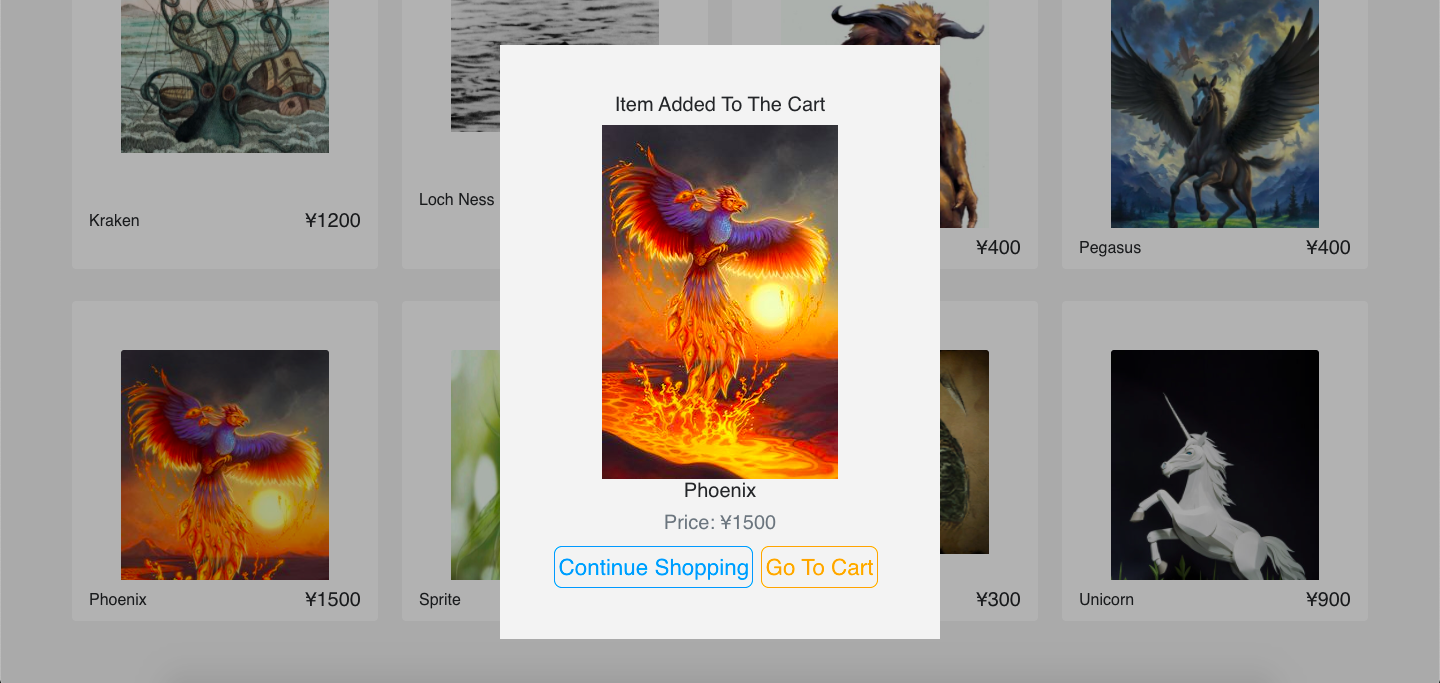 Item Added To The Cart
Phoenix
Price: ¥1500
Continue Shopping
Go To Cart
Kraken
¥1200
Loch Ness
¥400
Pegasus
¥400
Phoenix
¥1500
Sprite
¥300
Unicorn
¥900